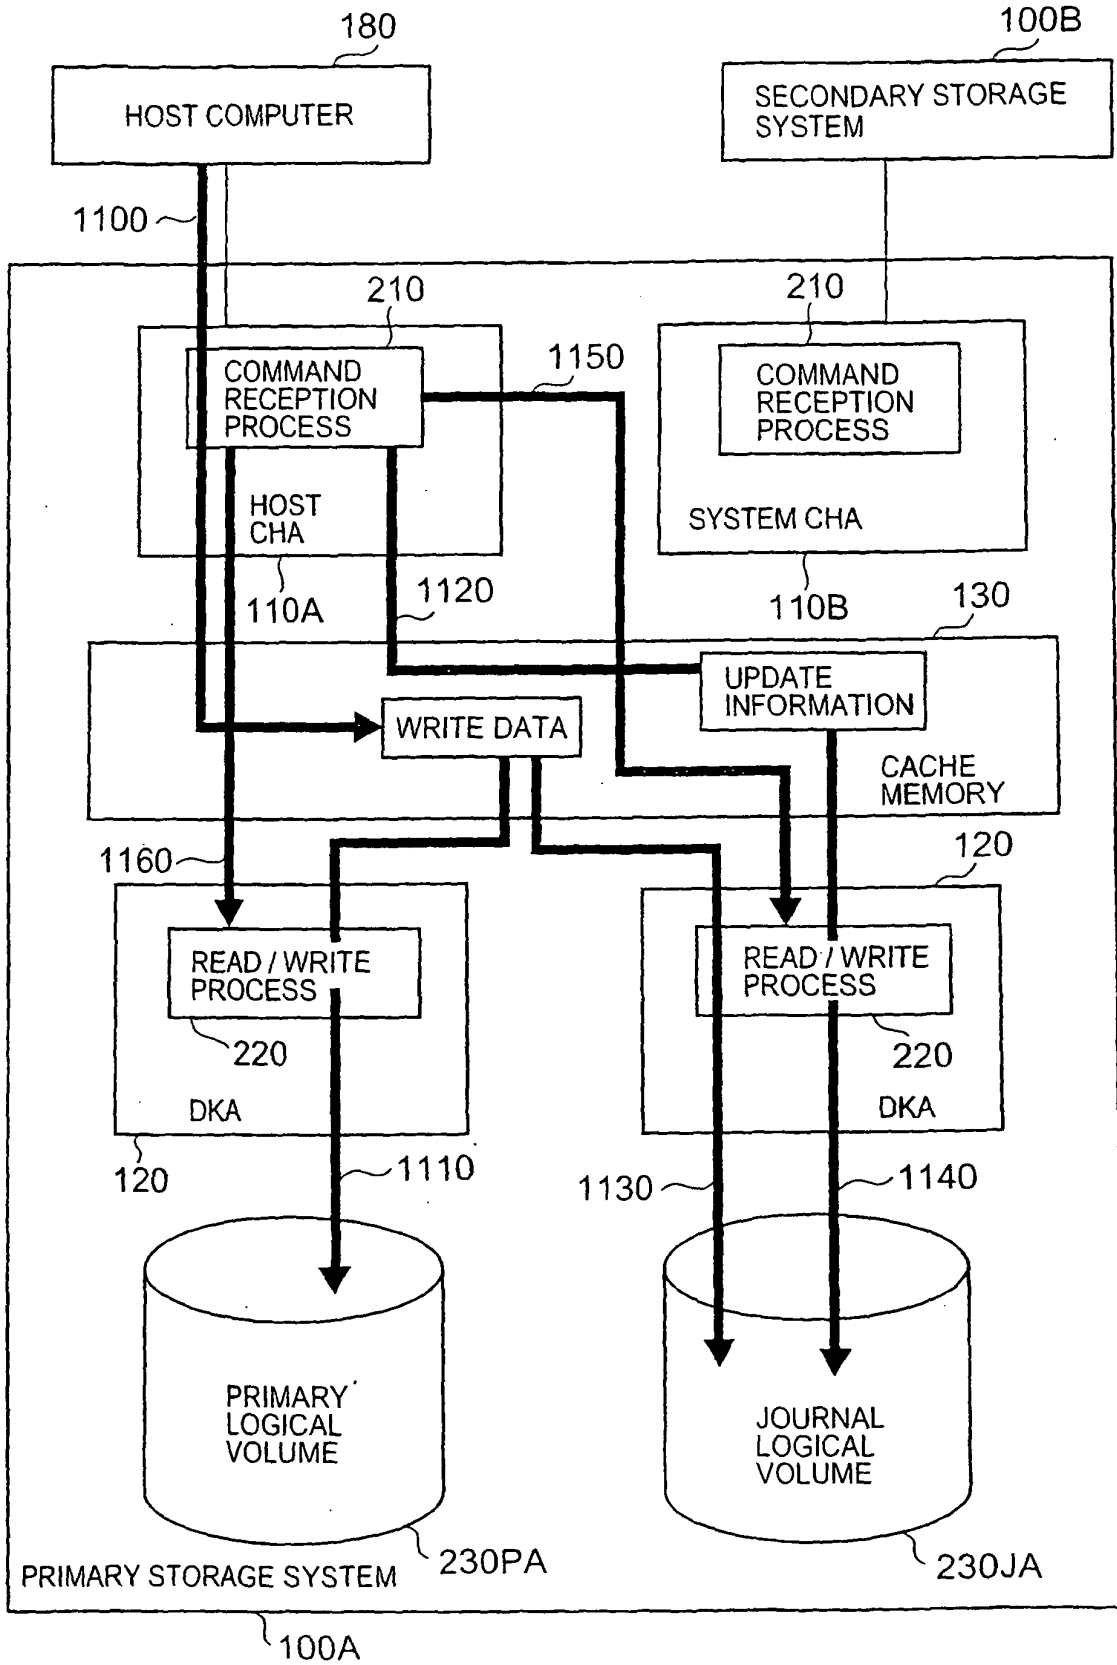 180
100B
HOST COMPUTER
SECONDARY STORAGE
SYSTEM
1100
210
210
COMMAND
RECEPTION
PROCESS
1150
COMMAND
RECEPTION
PROCESS
HOST
CHA
SYSTEM CHA
110A
1120
110B
130
UPDATE
INFORMATION
WRITE DATA
CACHE
MEMORY
1160
120
READ / WRITE
PROCESS
READ / WRITE
PROCESS
220
220
DKA
DKA
120
1110
1130
1140
PRIMARY
LOGICAL
VOLUME
JOURNAL
LOGICAL
VOLUME
230PA
230JA
PRIMARY STORAGE SYSTEM
100A